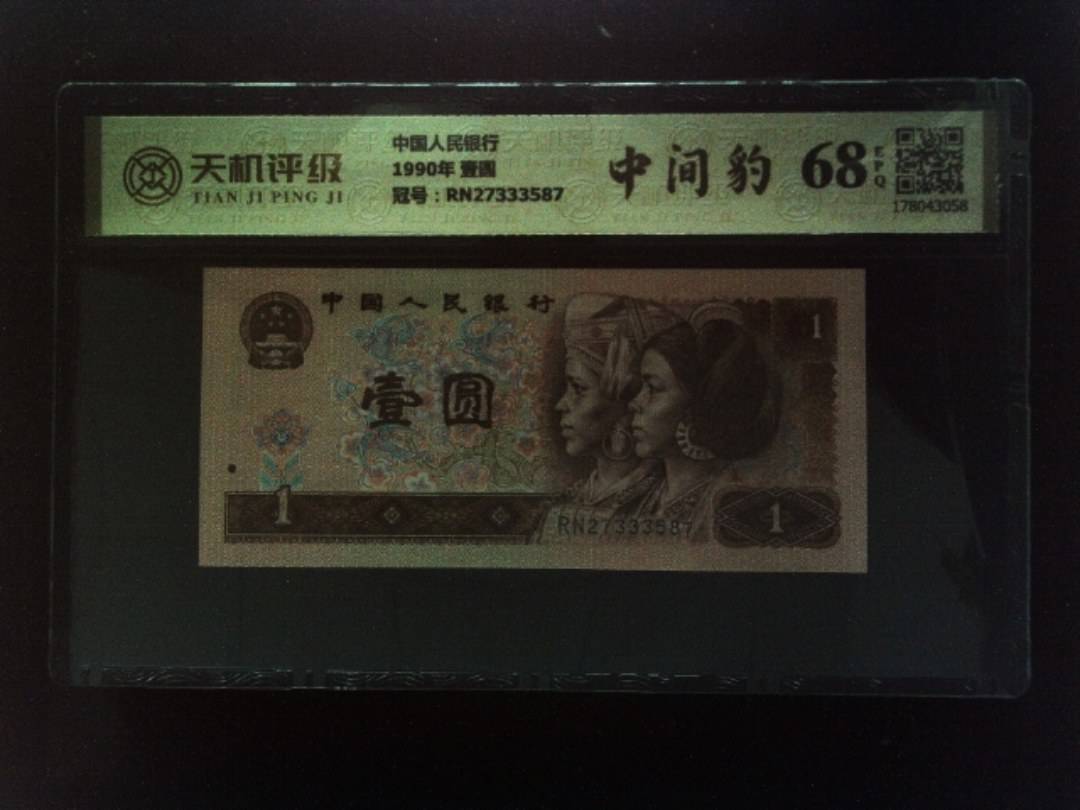 天机评级
TIAN JI PING JI
中国人民银行
1990年 壹圆
冠号：RN27333587
中间豹
68
EPQ
178043058
中国人民银行
1
壹圆
1
RN27333587
1